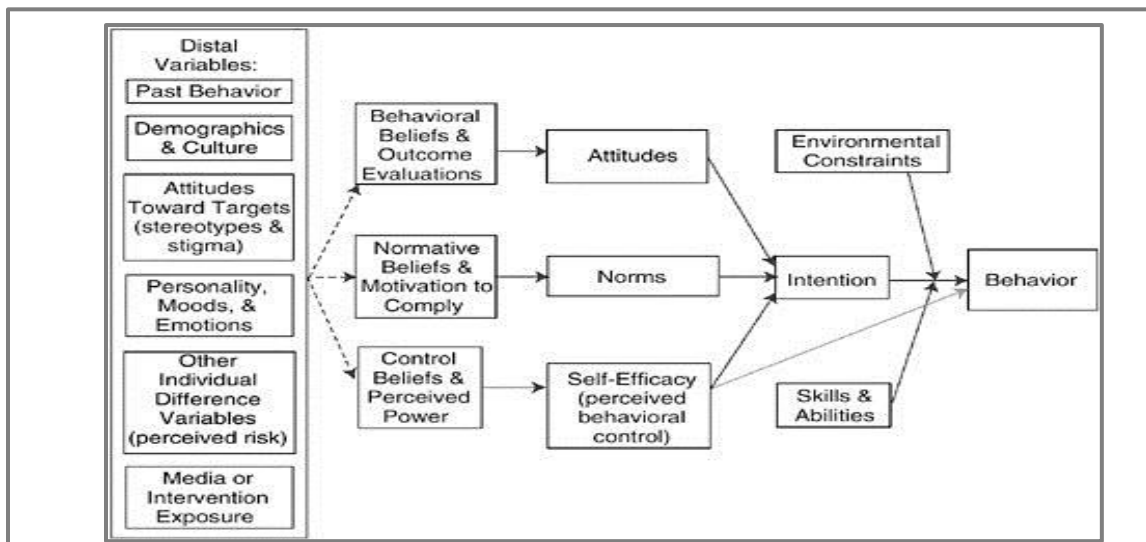 Distal
Variables:
Past Behavior
Demographics
& Culture
Attitudes
Toward Targets
(stereotypes &
stigma)
Personality,
Moods, &
Emotions
Other
Individual
Difference
Variables
(perceived risk)
Media or
Intervention
Exposure
Behavioral
Beliefs &
Outcome
Evaluations
Normative
Beliefs &
Motivation to
Comply
Control
Beliefs &
Perceived
Power
Attitudes
Norms
Self-Efficacy
(perceived
behavioral
control)
Environmental
Constraints
Intention
Skills &
Abilities
Behavior